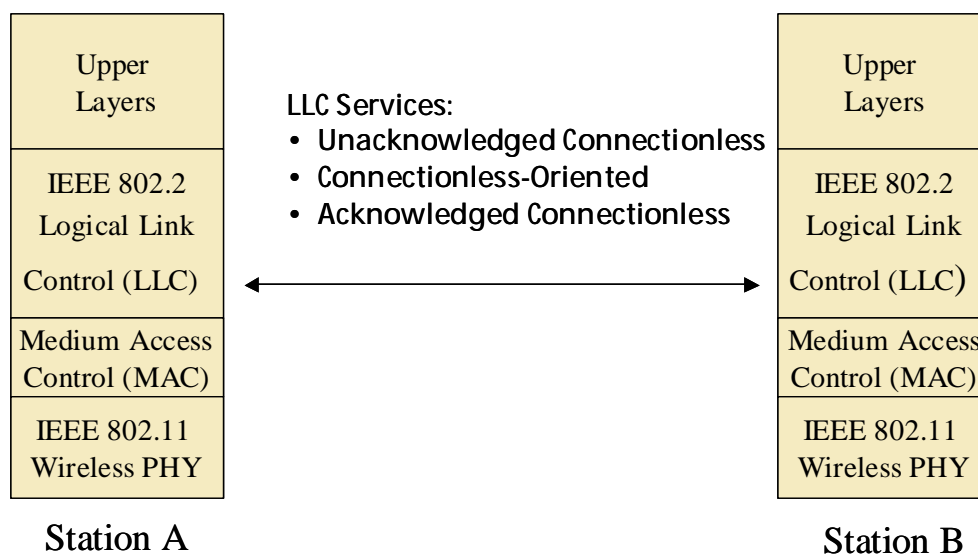 Upper
Layers
IEEE 802.2
Logical Link
Control (LLC)
Medium Access
Control (MAC)
IEEE 802.11
Wireless PHY
Station A
LLC Services:
• Unacknowledged Connectionless
• Connectionless-Oriented
• Acknowledged Connectionless
Upper
Layers
IEEE 802.2
Logical Link
Control (LLC)
Medium Access
Control (MAC)
IEEE 802.11
Wireless PHY
Station B